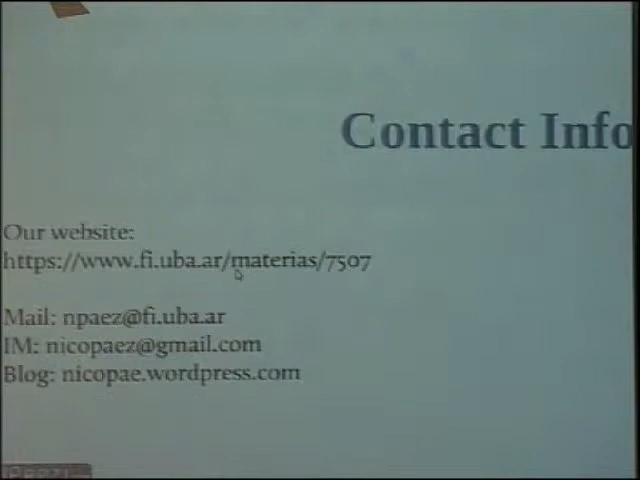 Contact Info
Our website:
https://www.fi.uba.ar/materias/7507
Mail: npaez@fi.uba.ar
IM: nicopaez@gmail.com
Blog: nicopae.wordpress.com